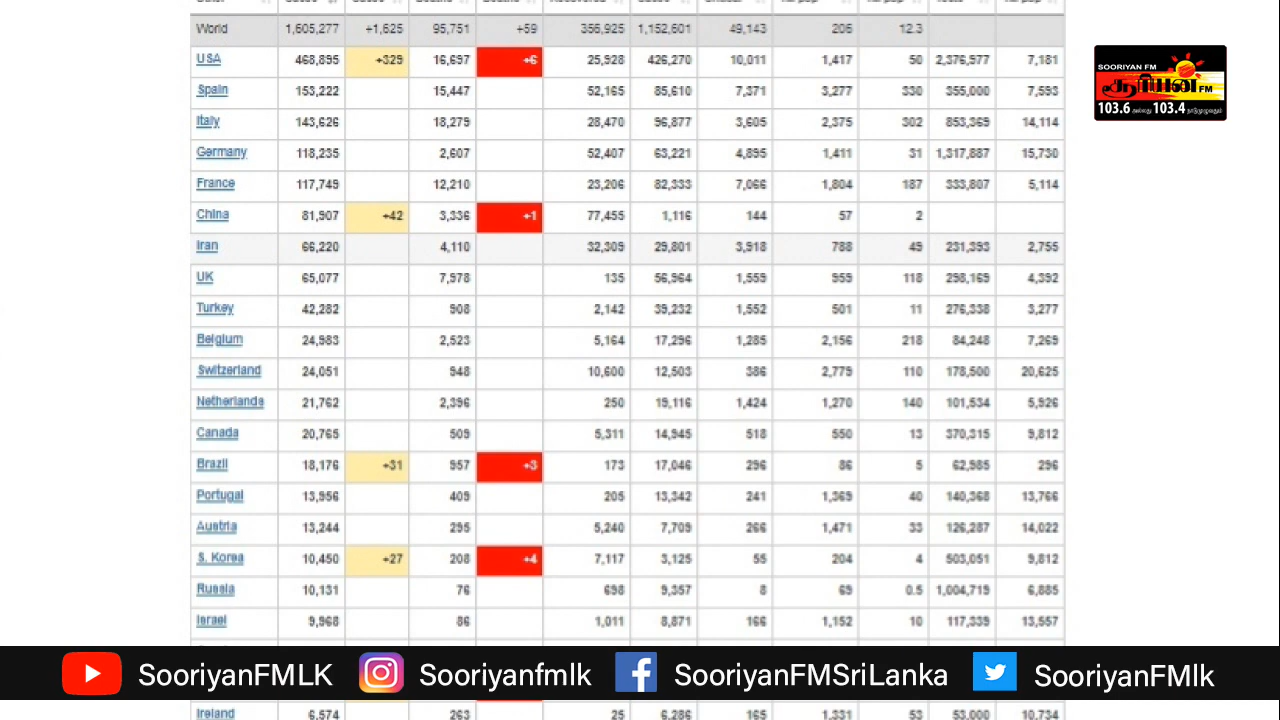 World 1,605,277 +1,625 95,751 +59 356,925 1,152,601 49,143 206 12.3
USA 468,895 +329 16,697 +6 25,928 426,270 10,011 1,417 50 2,376,977 7,181
Spain 153,222 15,447 52,165 85,610 7,371 3,277 330 355,000 7,593
Italy 143,626 18,279 28,470 96,877 3,605 2,375 302 853,369 14,114
Germany 118,235 2,607 52,407 63,221 4,895 1,411 31 1,317,887 15,730
France 117,749 12,210 23,206 82,333 7,066 1,804 187 333,807 5,114
China 81,907 +42 3,336 +1 77,455 1,116 144 57 2
Iran 66,220 4,110 32,309 29,801 3,918 788 49 231,393 2,755
UK 65,077 7,978 135 56,964 1,559 959 118 298,169 4,392
Turkey 42,282 908 2,142 39,232 1,552 501 11 276,338 3,277
Belgium 24,983 2,523 5,164 17,296 1,285 2,156 218 84,248 7,269
Switzerland 24,051 948 10,600 12,503 386 2,779 110 178,500 20,625
Netherlands 21,762 2,396 250 19,116 1,424 1,270 140 101,534 5,926
Canada 20,765 509 5,311 14,945 518 550 13 370,315 9,812
Brazil 18,176 +31 957 +3 173 17,046 296 86 5 62,985 296
Portugal 13,956 409 205 13,342 241 1,369 40 140,368 13,766
Austria 13,244 295 5,240 7,709 266 1,471 33 126,287 14,022
S. Korea 10,450 +27 208 +4 7,117 3,125 55 204 4 503,051 9,812
Russia 10,131 76 698 9,357 8 69 0.5 1,004,719 6,885
Israel 9,968 86 1,011 8,871 166 1,152 10 117,339 13,557
Ireland 6,574 263 25 6,286 165 1,331 53 53,000 10,734
SOORIYAN FM
சூரியன் FM
103.6 அல்லது 103.4 நாடுமுழுவதும்
SooriyanFMLK Sooriyanfmlk SooriyanFMSriLanka SooriyanFMlk